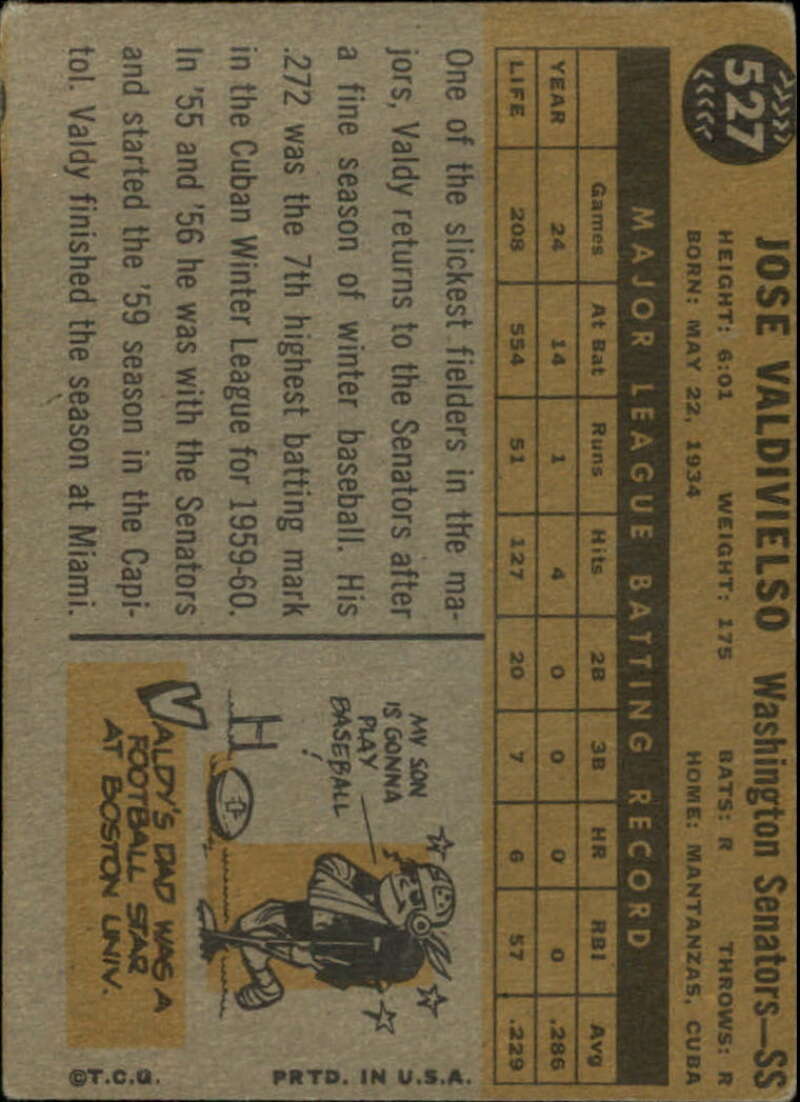 527
JOSE VALDIVIELSO Washington Senators—SS
HEIGHT: 6:01 WEIGHT: 175 BATS: R THROWS: R
BORN: MAY 22, 1934 HOME: MANTANZAS, CUBA
MAJOR LEAGUE BATTING RECORD
Games At Bat Runs Hits 2B 3B HR RBI Avg
YEAR 24 14 1 4 0 0 0 0 .286
LIFE 208 554 51 127 20 7 6 57 .229
One of the slickest fielders in the ma-
jors, Valdy returns to the Senators after
a fine season of winter baseball. His
.272 was the 7th highest batting mark
in the Cuban Winter League for 1959-60.
In '55 and '56 he was with the Senators
and started the '59 season in the Capi-
tol. Valdy finished the season at Miami.
MY SON
IS GONNA
PLAY
BASEBALL!
VALDY'S DAD WAS A
FOOTBALL STAR
AT BOSTON UNIV.
PRTD. IN U.S.A.
©T.C.G.